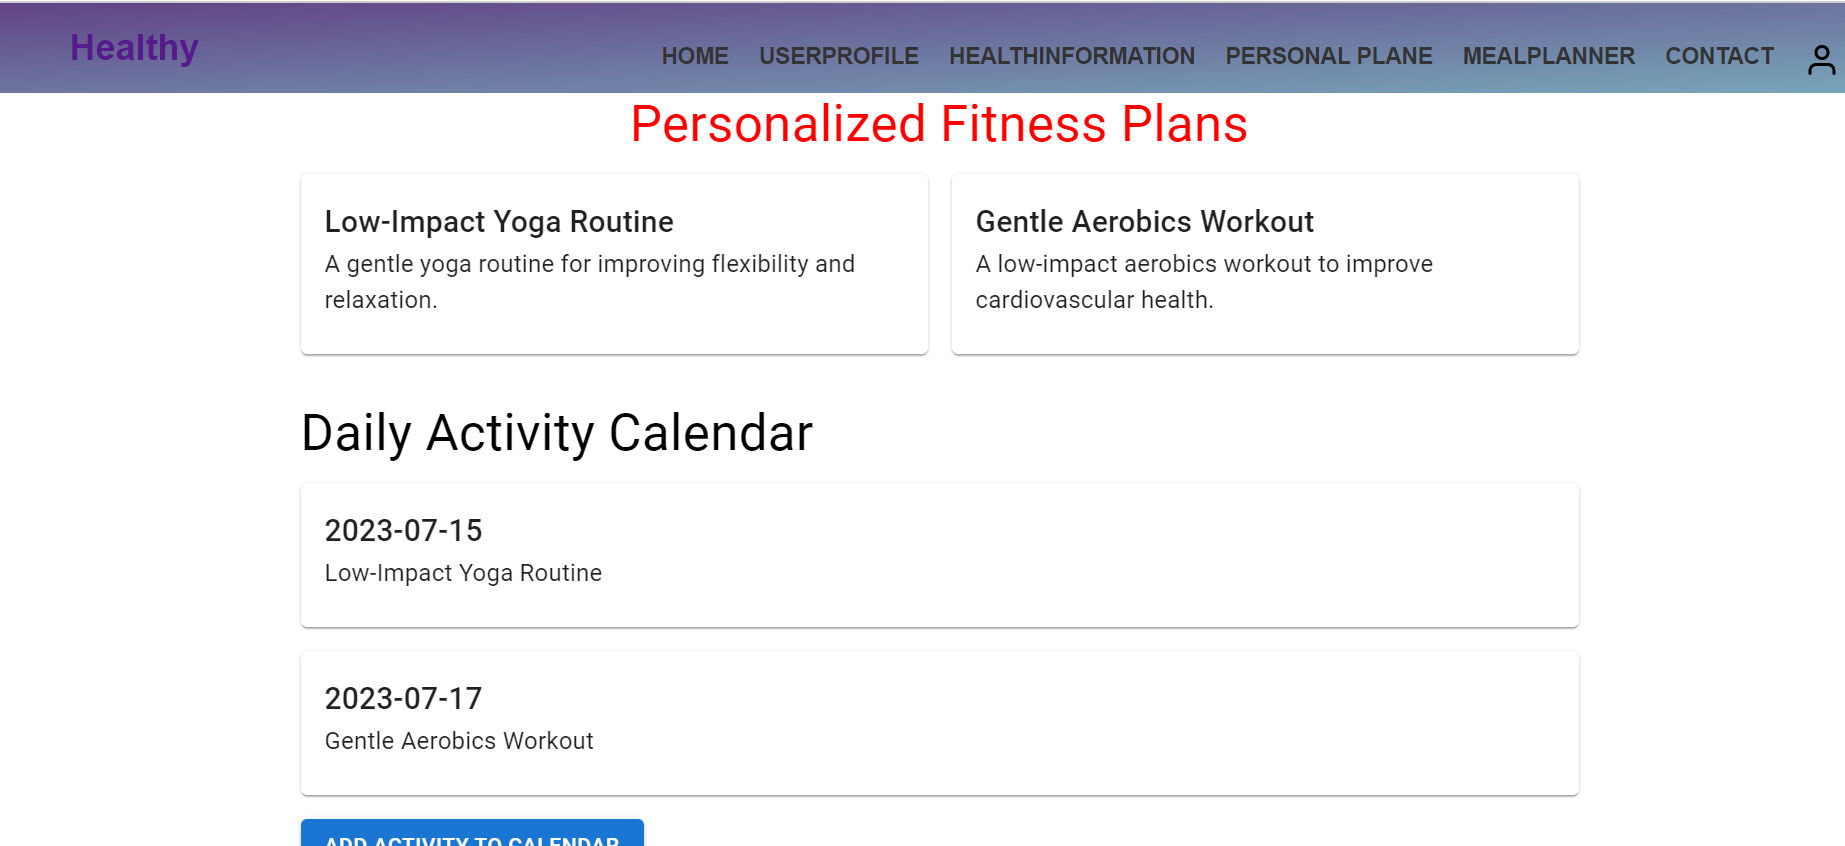 Healthy
HOME USERPROFILE HEALTHINFORMATION PERSONAL PLANE MEALPLANNER CONTACT
Personalized Fitness Plans
Low-Impact Yoga Routine
A gentle yoga routine for improving flexibility and
relaxation.
Gentle Aerobics Workout
A low-impact aerobics workout to improve
cardiovascular health.
Daily Activity Calendar
2023-07-15
Low-Impact Yoga Routine
2023-07-17
Gentle Aerobics Workout
ADD ACTIVITY TO CALENDAR